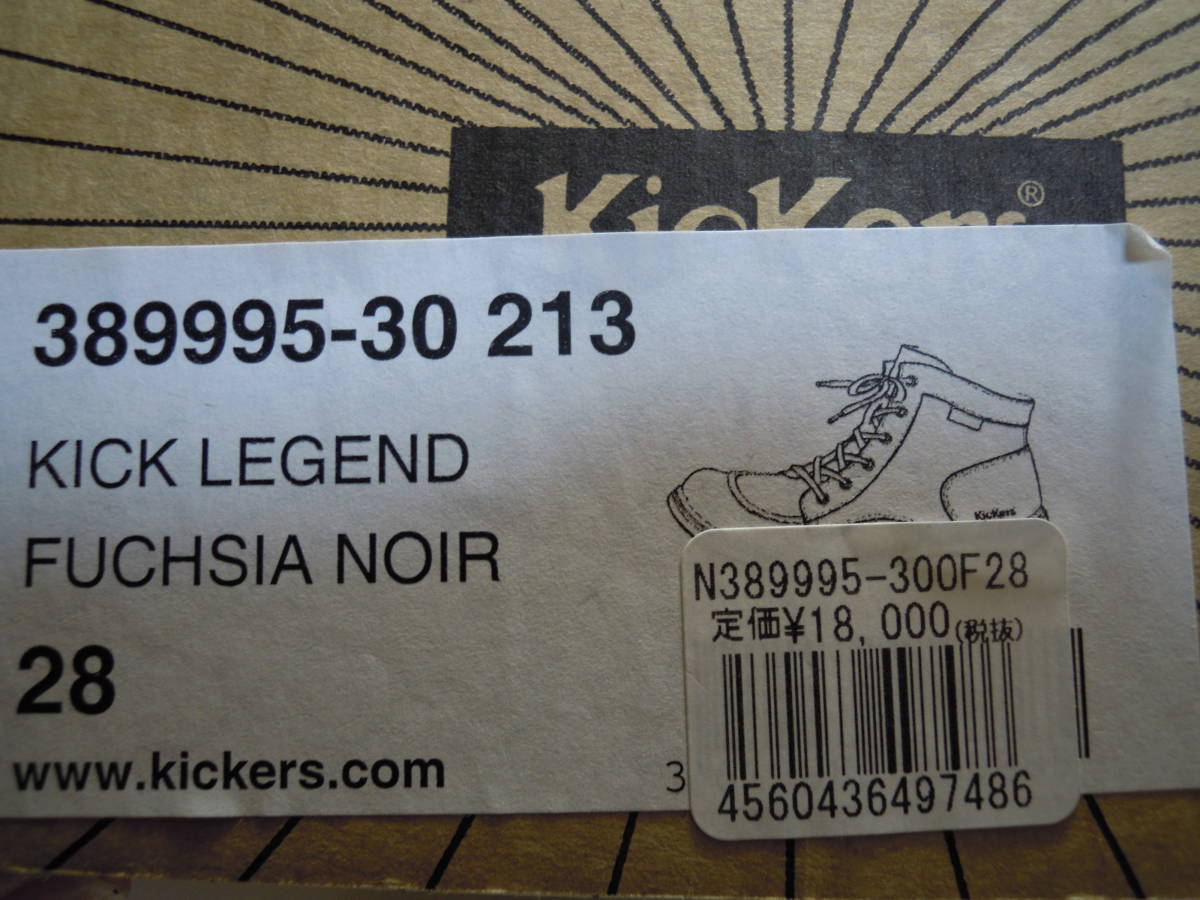 KicKers®
389995-30 213
KICK LEGEND
FUCHSIA NOIR
28
www.kickers.com
KicKers
3
N389995-300F28
定価¥18,000(税抜)
4560436497486